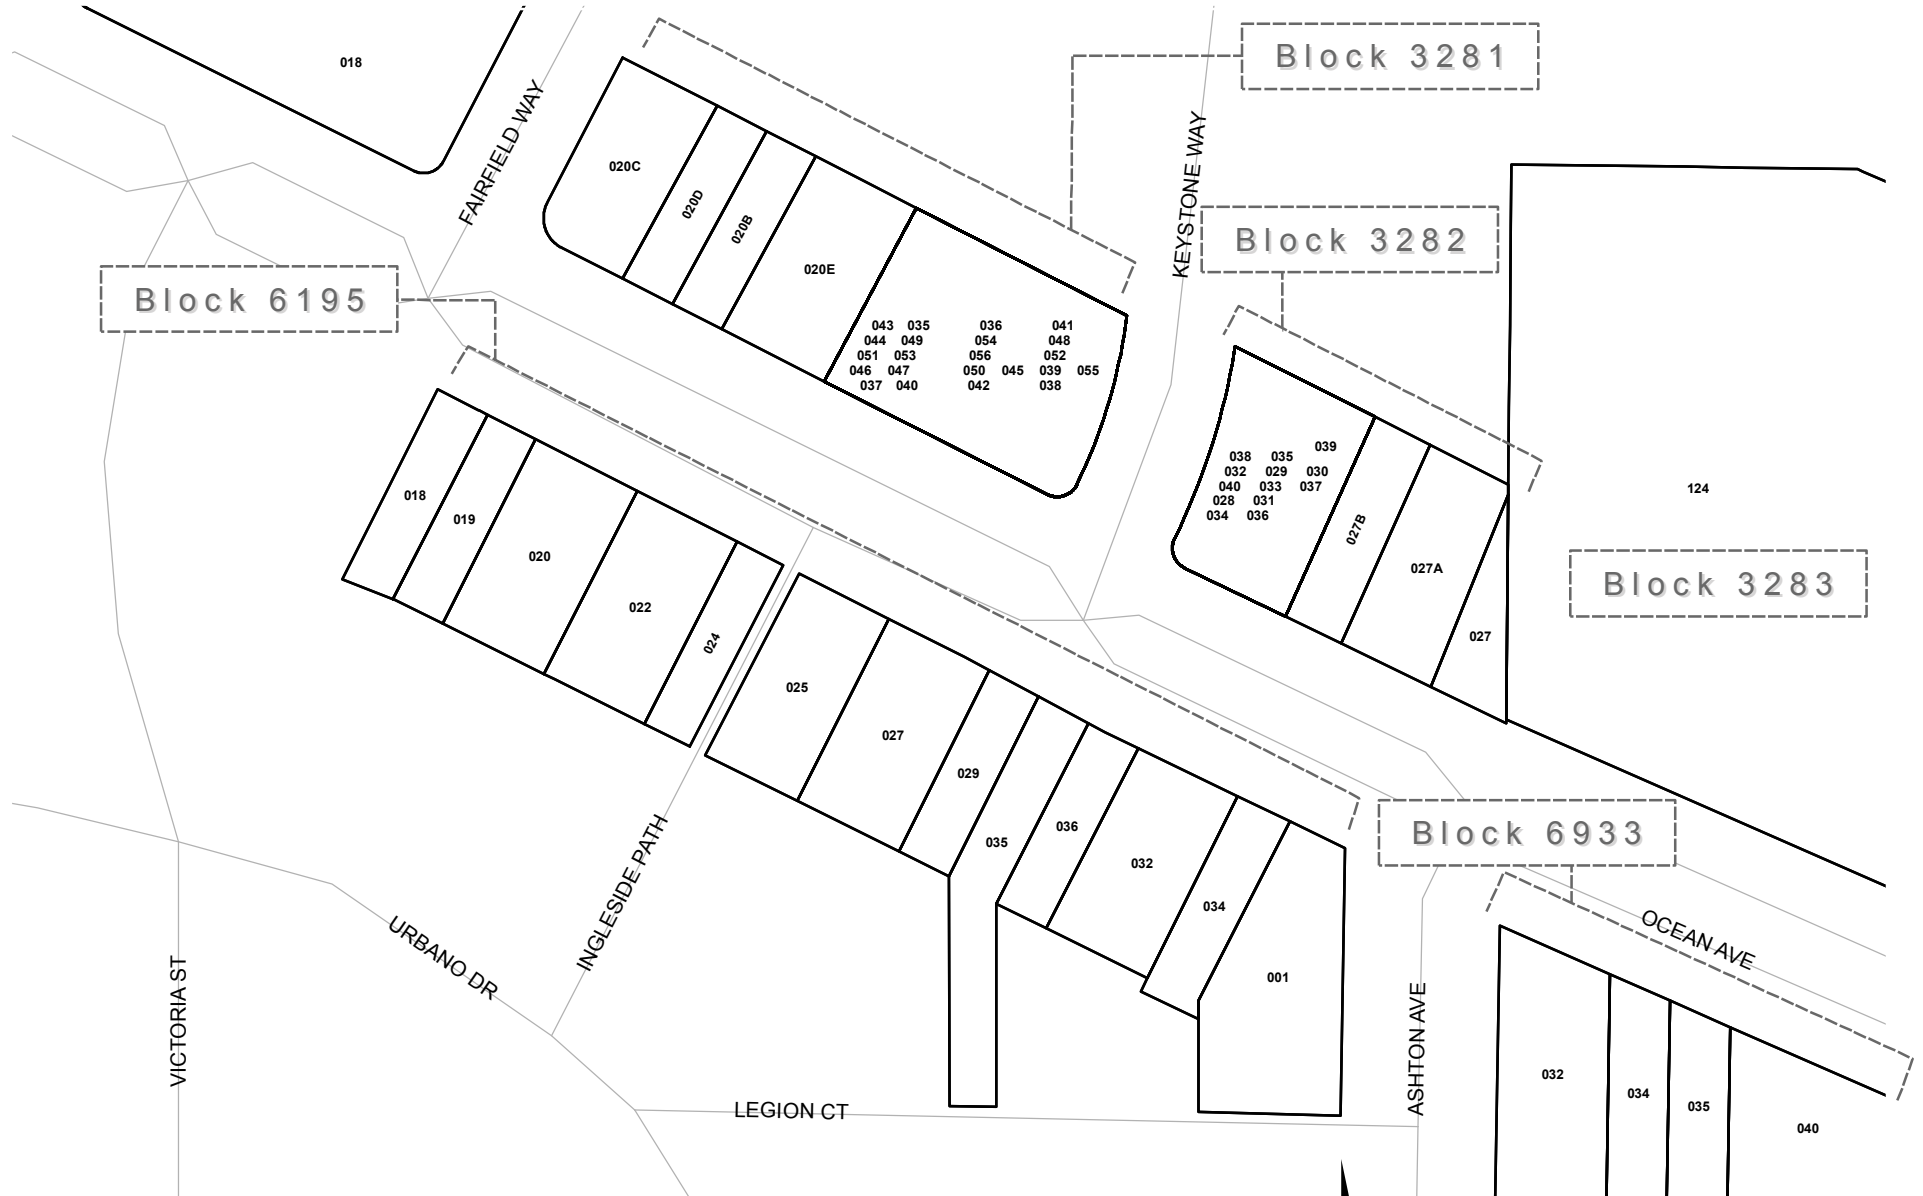 018
Block 3281
FAIRFIELD WAY
KEYSTONE WAY
020C
020D
020B
020E
Block 3282
Block 6195
043 035 036 041
044 049 054 048
051 053 056 052
046 047 050 045 039 055
037 040 042 038
039
038 035
032 029 030
040 033 037
028 031
034 036
027B
027A
027
124
Block 3283
018
019
020
022
024
025
027
029
035
036
032
034
001
Block 6933
OCEAN AVE
INGLESIDE PATH
URBANO DR
VICTORIA ST
LEGION CT
ASHTON AVE
032
034
035
040